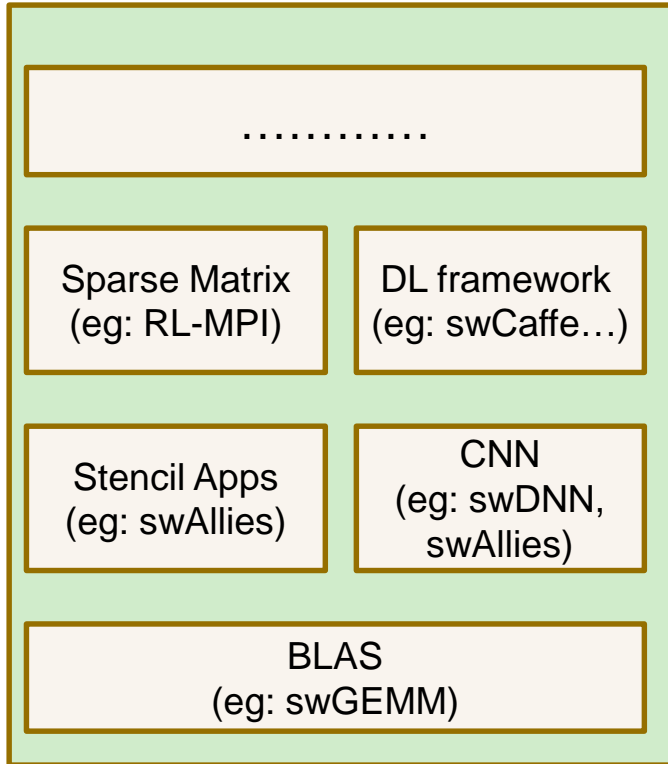 …………
Sparse Matrix
(eg: RL-MPI)
DL framework
(eg: swCaffe…)
Stencil Apps
(eg: swAllies)
CNN
(eg: swDNN,
swAllies)
BLAS
(eg: swGEMM)